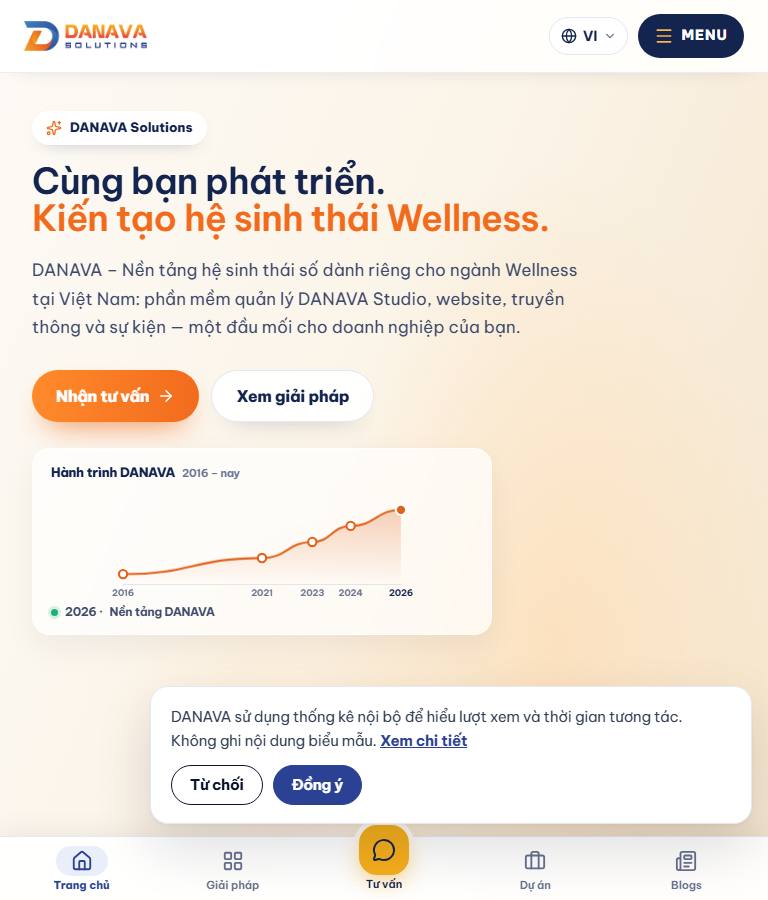 DANAVA
SOLUTIONS
VI
MENU
DANAVA Solutions
Cùng bạn phát triển.
Kiến tạo hệ sinh thái Wellness.
DANAVA – Nền tảng hệ sinh thái số dành riêng cho ngành Wellness
tại Việt Nam: phần mềm quản lý DANAVA Studio, website, truyền
thông và sự kiện — một đầu mối cho doanh nghiệp của bạn.
Nhận tư vấn
Xem giải pháp
Hành trình DANAVA 2016 – nay
2016 2021 2023 2024 2026
2026 · Nền tảng DANAVA
DANAVA sử dụng thống kê nội bộ để hiểu lượt xem và thời gian tương tác.
Không ghi nội dung biểu mẫu. Xem chi tiết
Từ chối
Đồng ý
Trang chủ
Giải pháp
Tư vấn
Dự án
Blogs